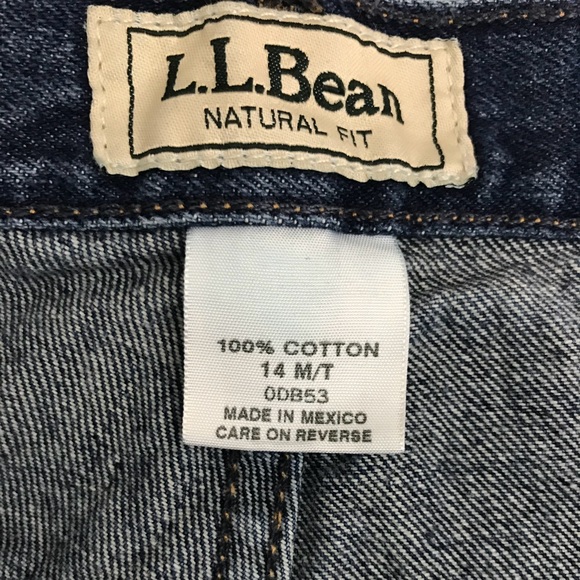 L.L.Bean
NATURAL FIT
100% COTTON
14 M/T
0DB53
MADE IN MEXICO
CARE ON REVERSE